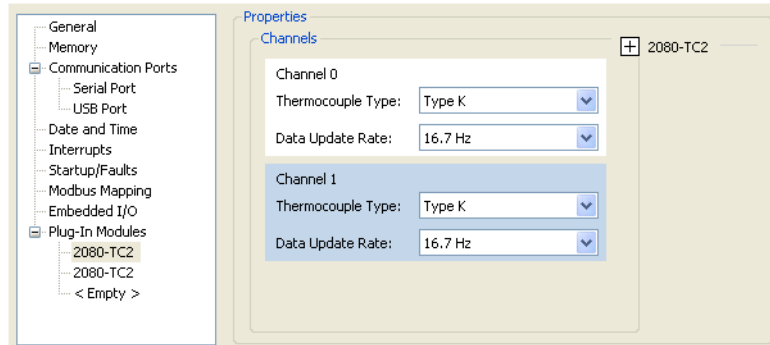 General
Memory
Communication Ports
Serial Port
USB Port
Date and Time
Interrupts
Startup/Faults
Modbus Mapping
Embedded I/O
Plug-In Modules
2080-TC2
2080-TC2
< Empty >
Properties
Channels
Channel 0
Thermocouple Type: Type K
Data Update Rate: 16.7 Hz
Channel 1
Thermocouple Type: Type K
Data Update Rate: 16.7 Hz
2080-TC2